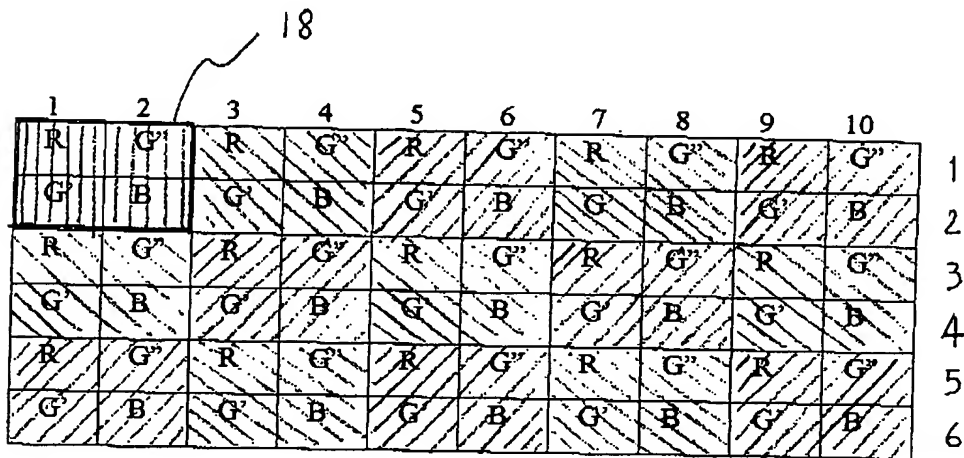 18
1 2 3 4 5 6 7 8 9 10
R G” R G” R G” R G” R G” 1
G’ B G’ B G’ B G’ B G’ B 2
R G” R G” R G” R G” R G” 3
G’ B G’ B G’ B G’ B G’ B 4
R G” R G” R G” R G” R G” 5
G’ B G’ B G’ B G’ B G’ B 6